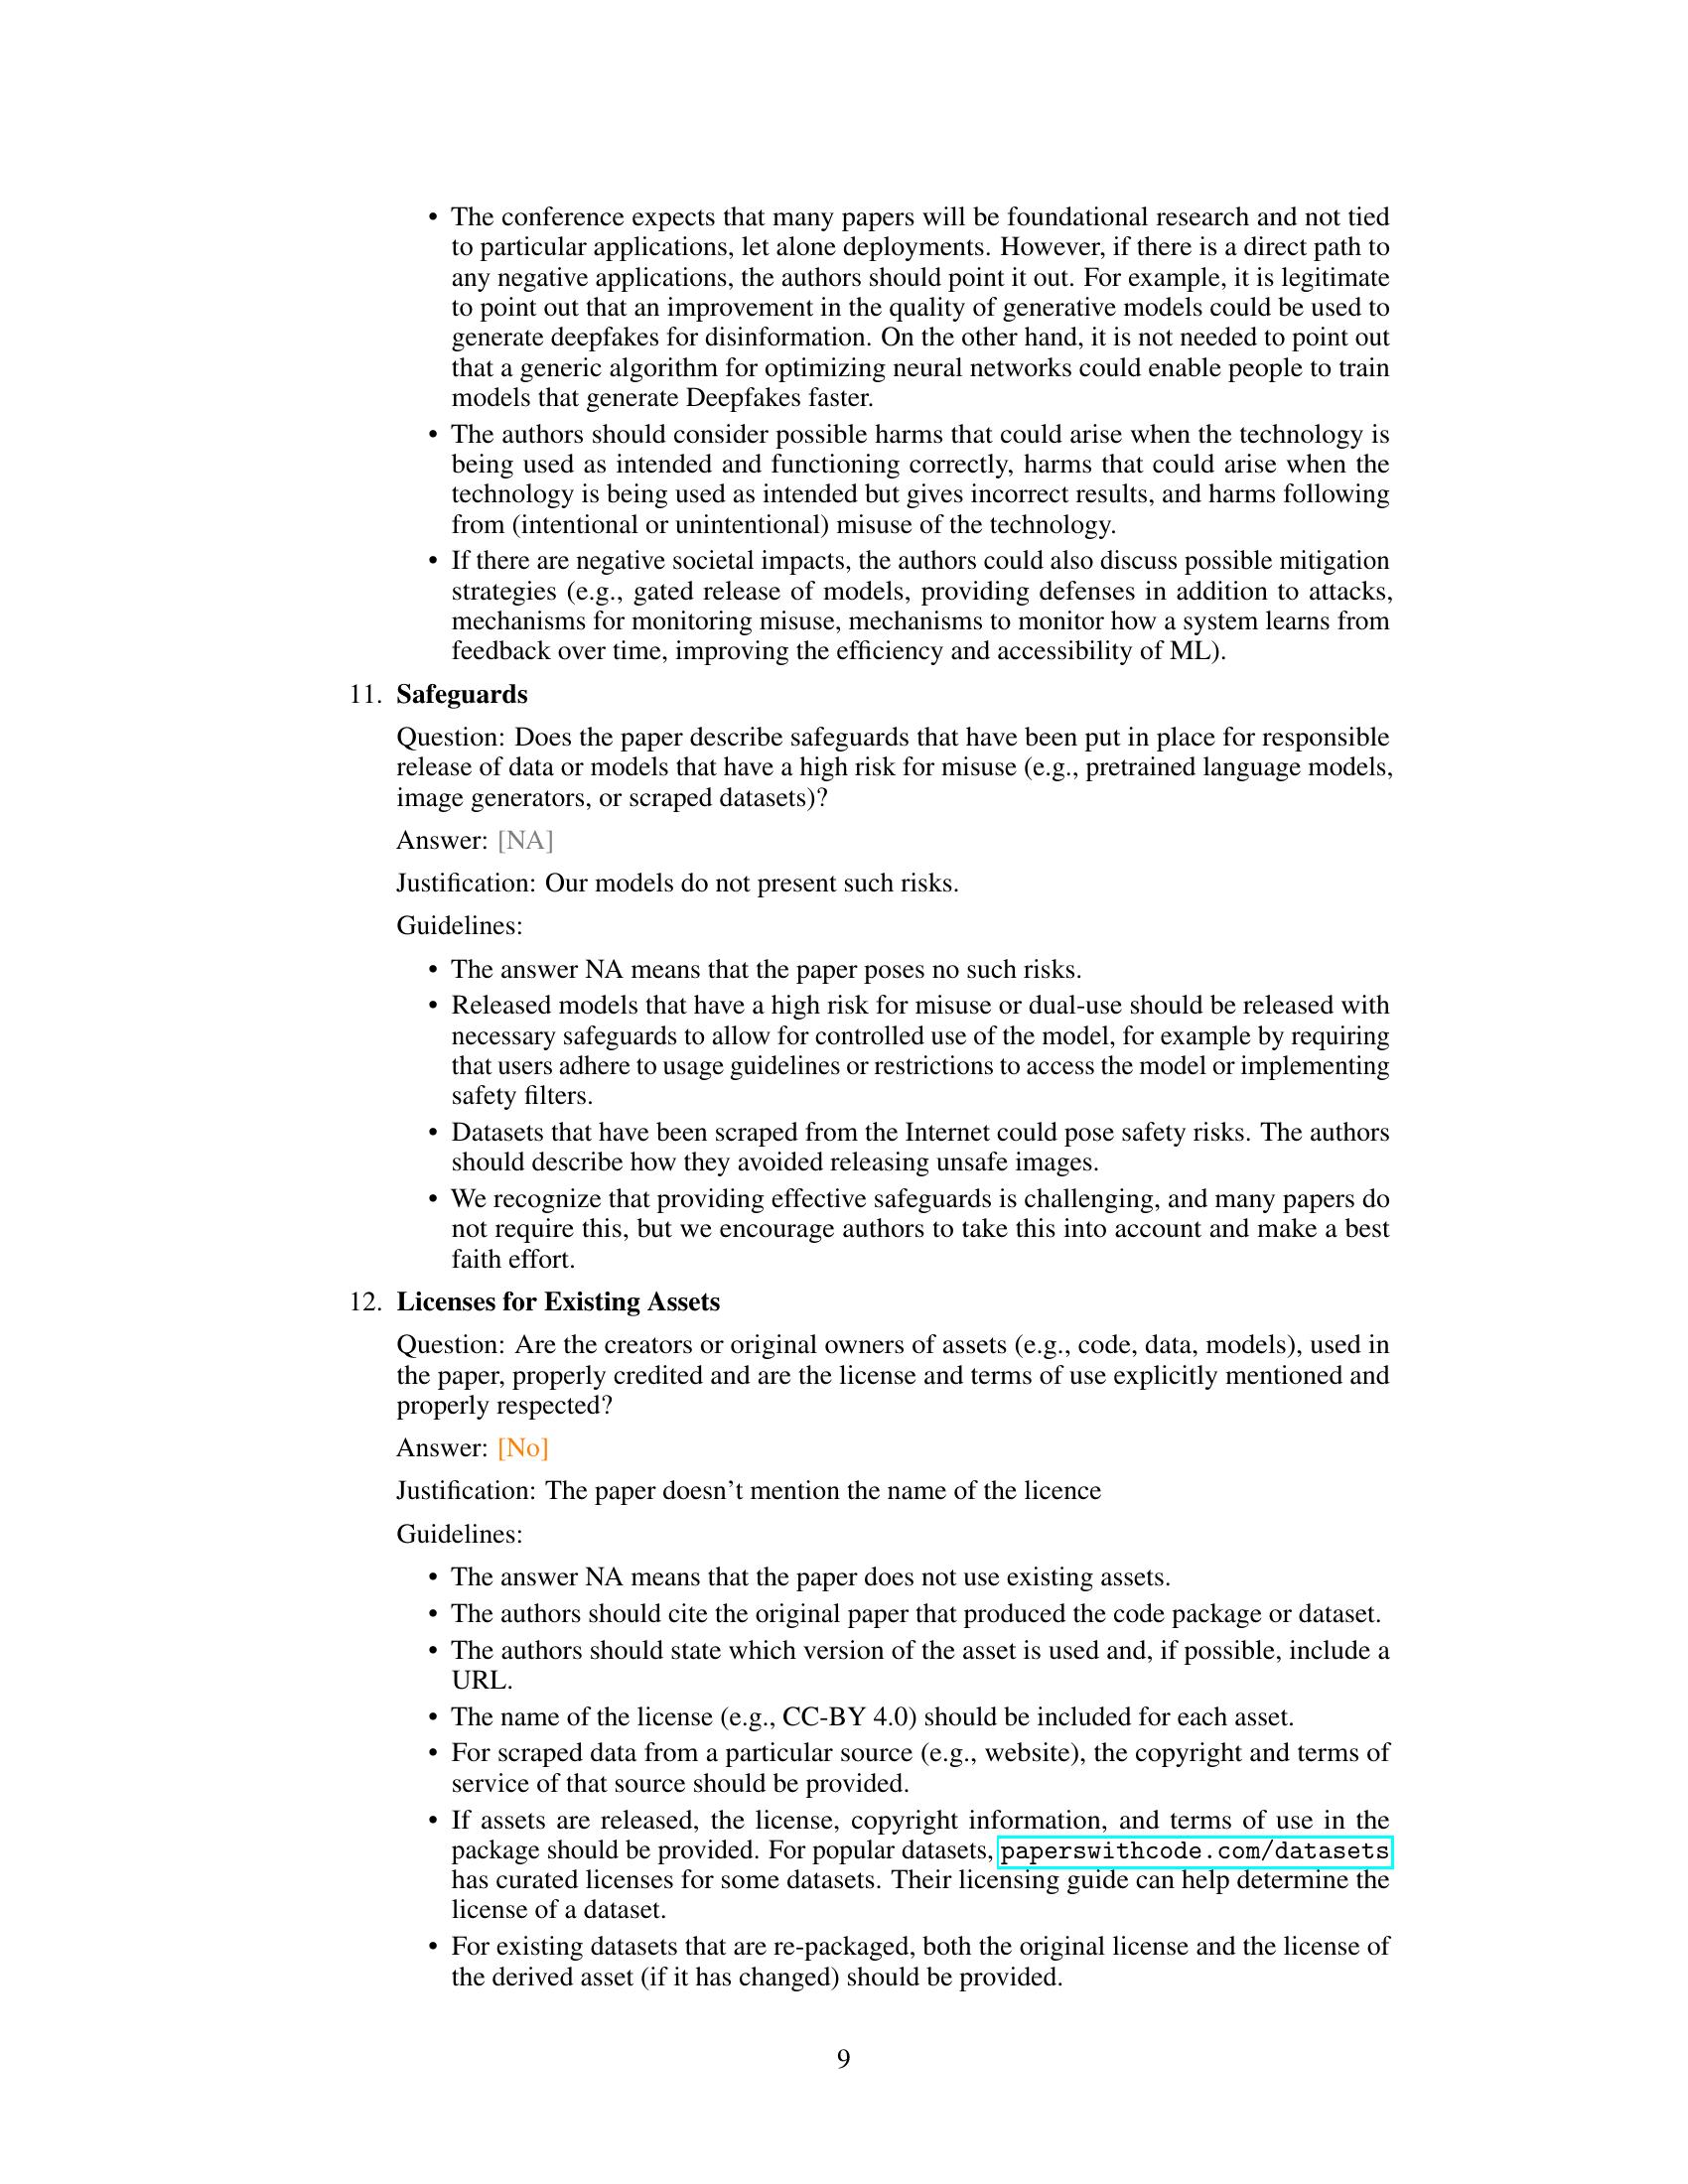 • The conference expects that many papers will be foundational research and not tied
to particular applications, let alone deployments. However, if there is a direct path to
any negative applications, the authors should point it out. For example, it is legitimate
to point out that an improvement in the quality of generative models could be used to
generate deepfakes for disinformation. On the other hand, it is not needed to point out
that a generic algorithm for optimizing neural networks could enable people to train
models that generate Deepfakes faster.
• The authors should consider possible harms that could arise when the technology is
being used as intended and functioning correctly, harms that could arise when the
technology is being used as intended but gives incorrect results, and harms following
from (intentional or unintentional) misuse of the technology.
• If there are negative societal impacts, the authors could also discuss possible mitigation
strategies (e.g., gated release of models, providing defenses in addition to attacks,
mechanisms for monitoring misuse, mechanisms to monitor how a system learns from
feedback over time, improving the efficiency and accessibility of ML).
11. Safeguards
Question: Does the paper describe safeguards that have been put in place for responsible
release of data or models that have a high risk for misuse (e.g., pretrained language models,
image generators, or scraped datasets)?
Answer: [NA]
Justification: Our models do not present such risks.
Guidelines:
• The answer NA means that the paper poses no such risks.
• Released models that have a high risk for misuse or dual-use should be released with
necessary safeguards to allow for controlled use of the model, for example by requiring
that users adhere to usage guidelines or restrictions to access the model or implementing
safety filters.
• Datasets that have been scraped from the Internet could pose safety risks. The authors
should describe how they avoided releasing unsafe images.
• We recognize that providing effective safeguards is challenging, and many papers do
not require this, but we encourage authors to take this into account and make a best
faith effort.
12. Licenses for Existing Assets
Question: Are the creators or original owners of assets (e.g., code, data, models), used in
the paper, properly credited and are the license and terms of use explicitly mentioned and
properly respected?
Answer: [No]
Justification: The paper doesn't mention the name of the licence
Guidelines:
• The answer NA means that the paper does not use existing assets.
• The authors should cite the original paper that produced the code package or dataset.
• The authors should state which version of the asset is used and, if possible, include a
URL.
• The name of the license (e.g., CC-BY 4.0) should be included for each asset.
• For scraped data from a particular source (e.g., website), the copyright and terms of
service of that source should be provided.
• If assets are released, the license, copyright information, and terms of use in the
package should be provided. For popular datasets, paperswithcode.com/datasets
has curated licenses for some datasets. Their licensing guide can help determine the
license of a dataset.
• For existing datasets that are re-packaged, both the original license and the license of
the derived asset (if it has changed) should be provided.
9